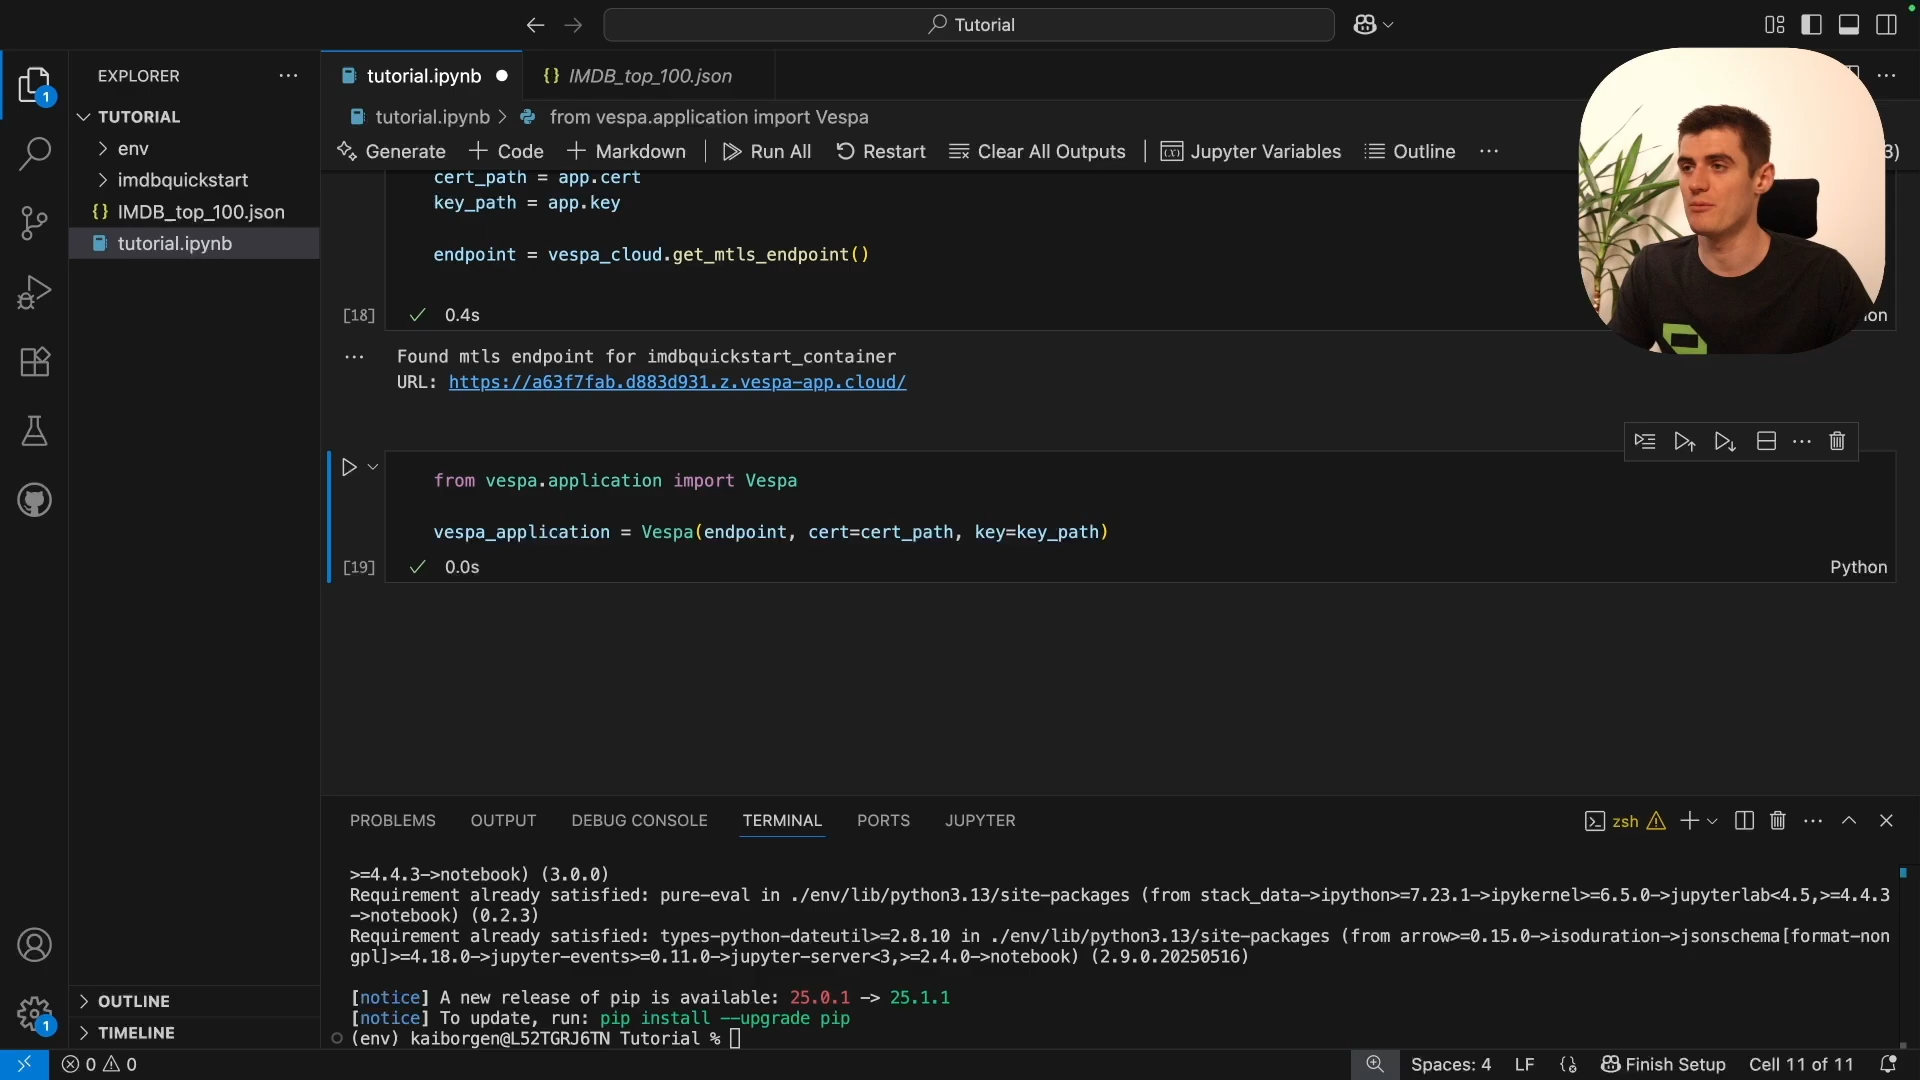 Tutorial
EXPLORER
TUTORIAL
env
imdbquickstart
{} IMDB_top_100.json
tutorial.ipynb
OUTLINE
TIMELINE
1
1
tutorial.ipynb
{} IMDB_top_100.json
tutorial.ipynb > from vespa.application import Vespa
Generate + Code + Markdown | Run All Restart Clear All Outputs | Jupyter Variables Outline ...
3)
cert_path = app.cert
key_path = app.key
endpoint = vespa_cloud.get_mtls_endpoint()
[18] ✓ 0.4s
on
... Found mtls endpoint for imdbquickstart_container
URL: https://a63f7fab.d883d931.z.vespa-app.cloud/
from vespa.application import Vespa
vespa_application = Vespa(endpoint, cert=cert_path, key=key_path)
[19] ✓ 0.0s
Python
PROBLEMS OUTPUT DEBUG CONSOLE TERMINAL PORTS JUPYTER
zsh
>=4.4.3->notebook) (3.0.0)
Requirement already satisfied: pure-eval in ./env/lib/python3.13/site-packages (from stack_data->ipython>=7.23.1->ipykernel>=6.5.0->jupyterlab<4.5,>=4.4.3
->notebook) (0.2.3)
Requirement already satisfied: types-python-dateutil>=2.8.10 in ./env/lib/python3.13/site-packages (from arrow>=0.15.0->isoduration->jsonschema[format-non
gpl]>=4.18.0->jupyter-events>=0.11.0->jupyter-server<3,>=2.4.0->notebook) (2.9.0.20250516)
[notice] A new release of pip is available: 25.0.1 -> 25.1.1
[notice] To update, run: pip install --upgrade pip
(env) kaiborgen@L52TGRJ6TN Tutorial %
0 0
Spaces: 4 LF Finish Setup Cell 11 of 11